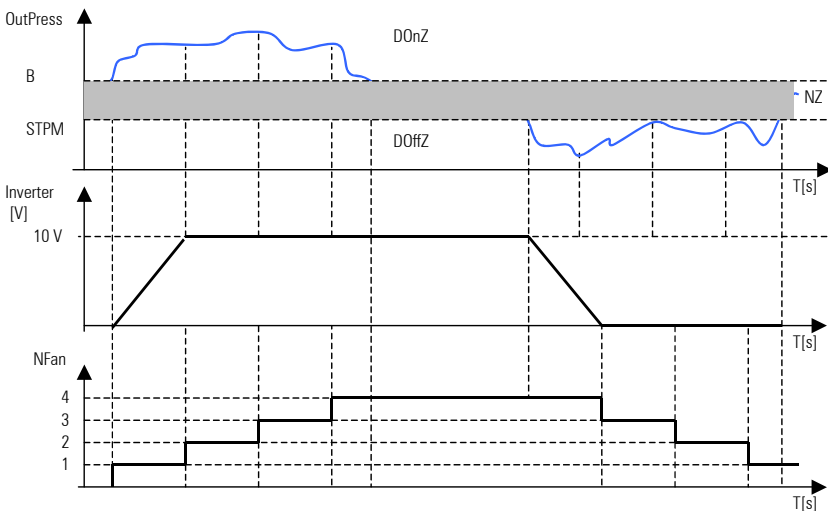 OutPress
DOnZ
B
NZ
STPM
DOffZ
T[s]
Inverter
[V]
10 V
T[s]
NFan
4
3
2
1
T[s]